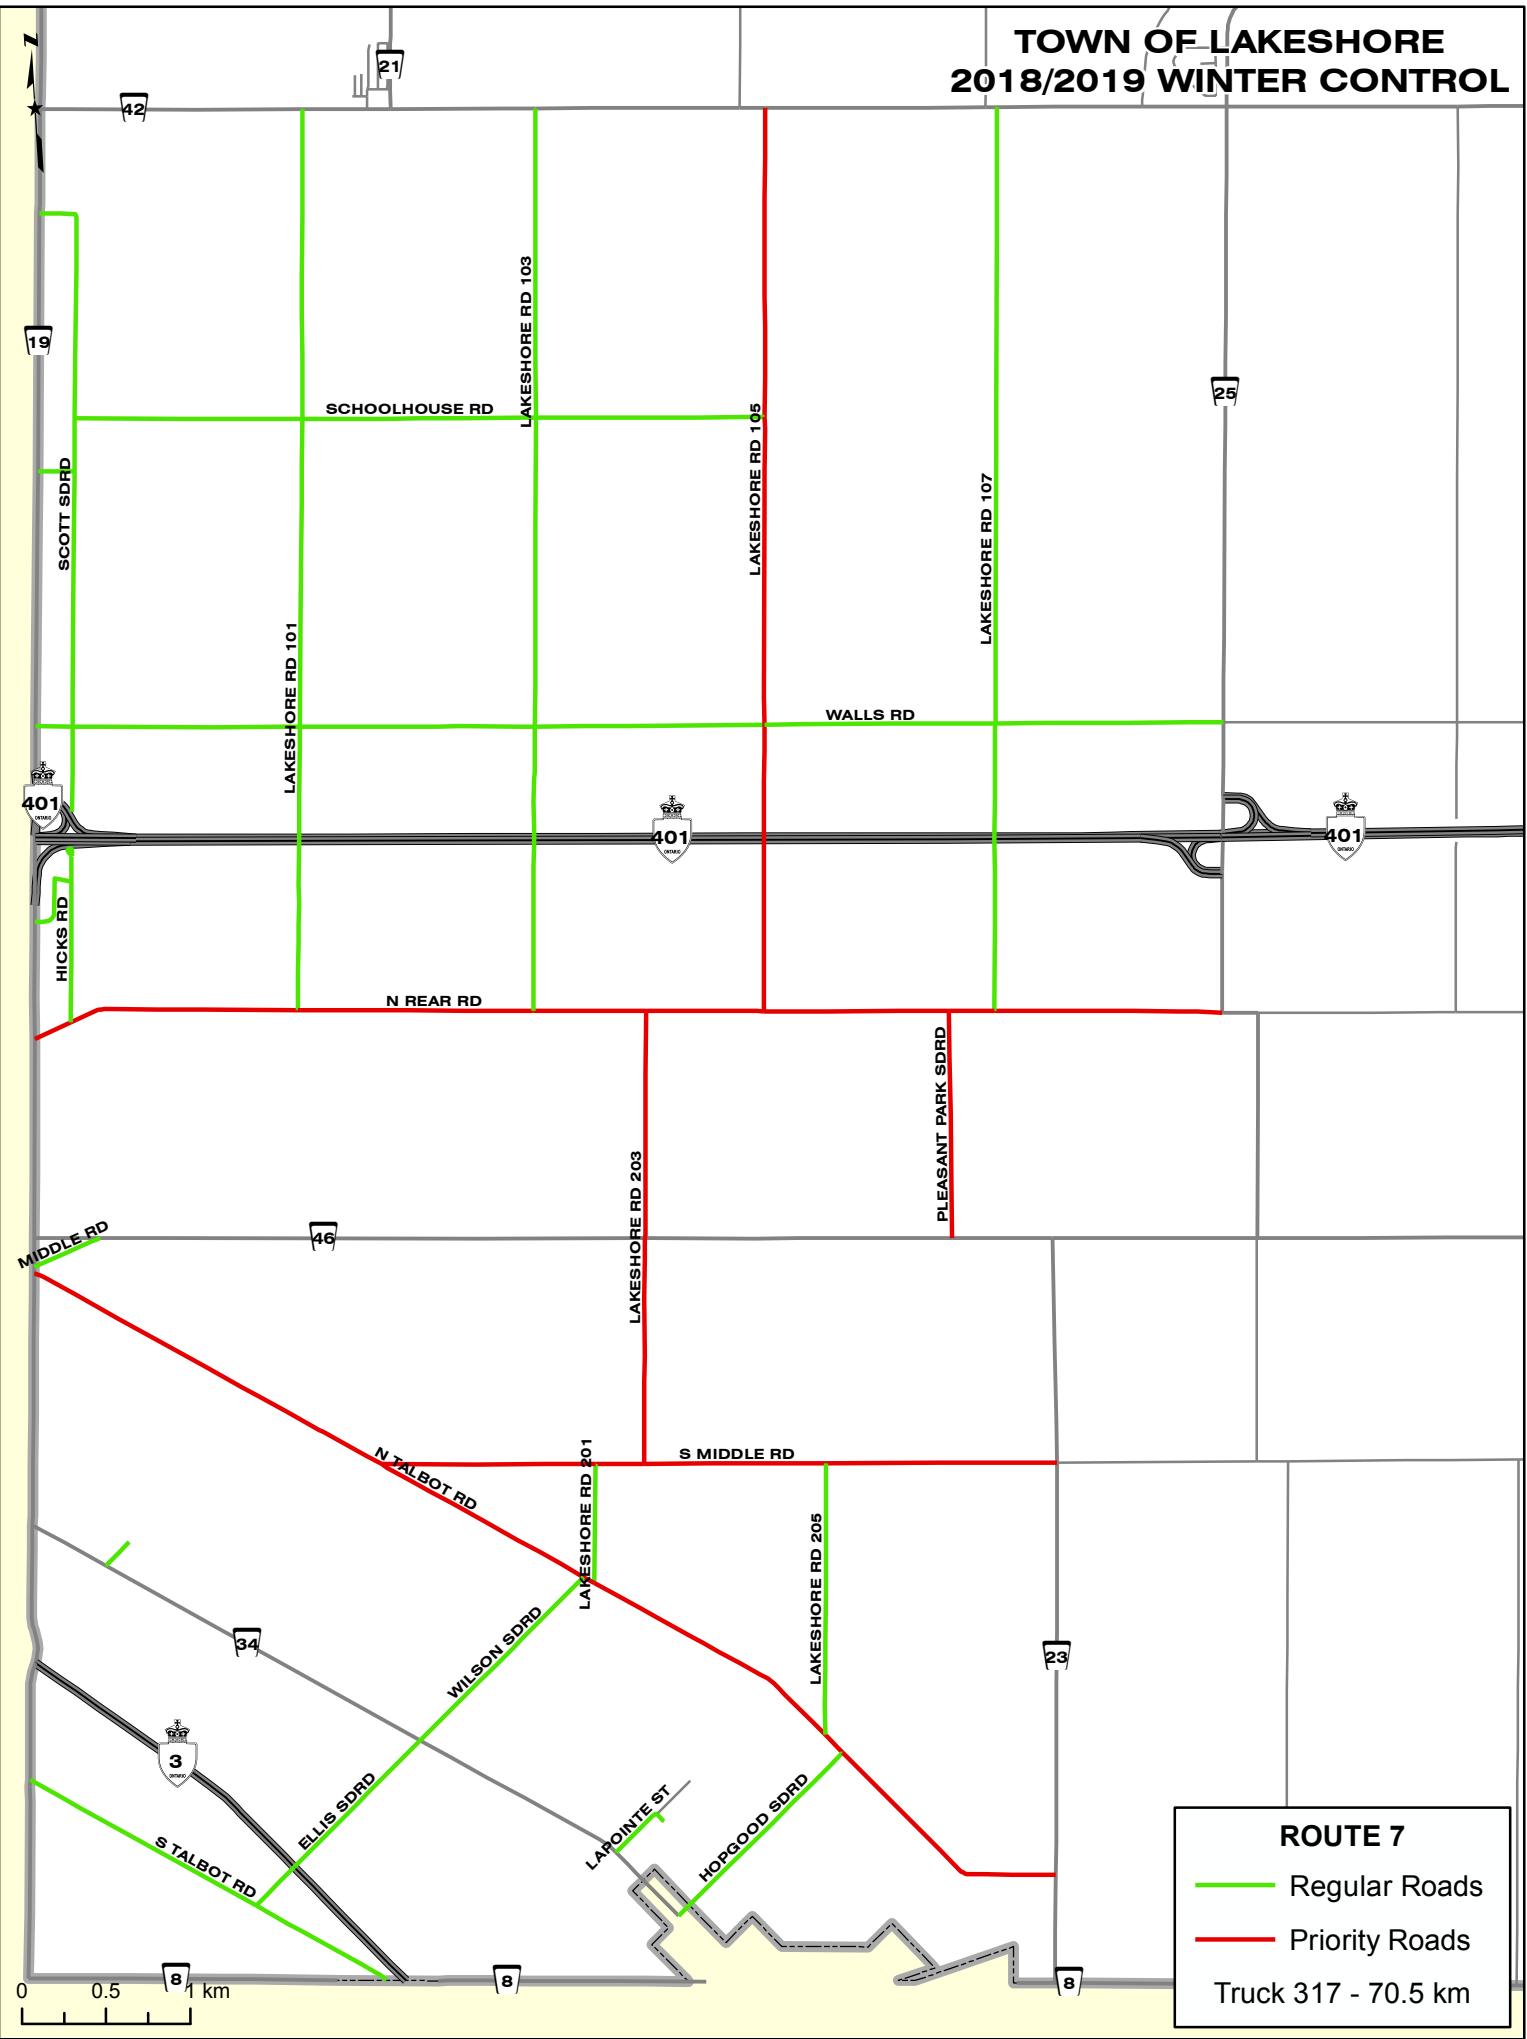 TOWN OF LAKESHORE
2018/2019 WINTER CONTROL
21
42
19
25
LAKESHORE RD 103
SCHOOLHOUSE RD
LAKESHORE RD 105
SCOTT SDRD
LAKESHORE RD 107
LAKESHORE RD 101
WALLS RD
401
ONTARIO
401
ONTARIO
401
ONTARIO
HICKS RD
N REAR RD
PLEASANT PARK SDRD
LAKESHORE RD 203
MIDDLE RD
46
N TALBOT RD
S MIDDLE RD
LAKESHORE RD 201
LAKESHORE RD 205
34
WILSON SDRD
23
3
ONTARIO
ELLIS SDRD
LAPOINTE ST
HOPGOOD SDRD
S TALBOT RD
8
8
8
0 0.5 1 km
ROUTE 7
Regular Roads
Priority Roads
Truck 317 - 70.5 km